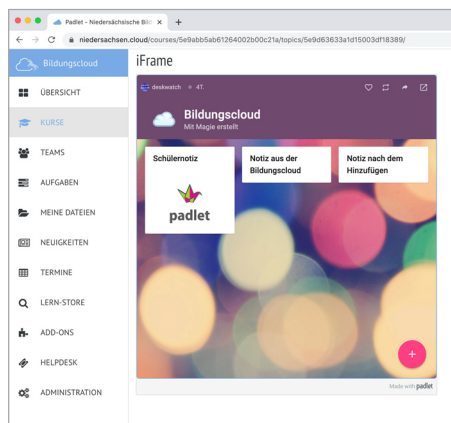 Padlet - Niedersächsische Bil
niedersachsen.cloud/courses/5e9abb5ab61264002b00c21a/topics/5e9d63633a1d15003df18389/
Bildungscloud
ÜBERSICHT
KURSE
TEAMS
AUFGABEN
MEINE DATEIEN
NEUIGKEITEN
TERMINE
LERN-STORE
ADD-ONS
HELPDESK
ADMINISTRATION
iFrame
deskwatch + 4T.
Bildungscloud
Mit Magie erstellt
Schülernotiz
padlet
Notiz aus der
Bildungscloud
Notiz nach dem
Hinzufügen
Made with padlet